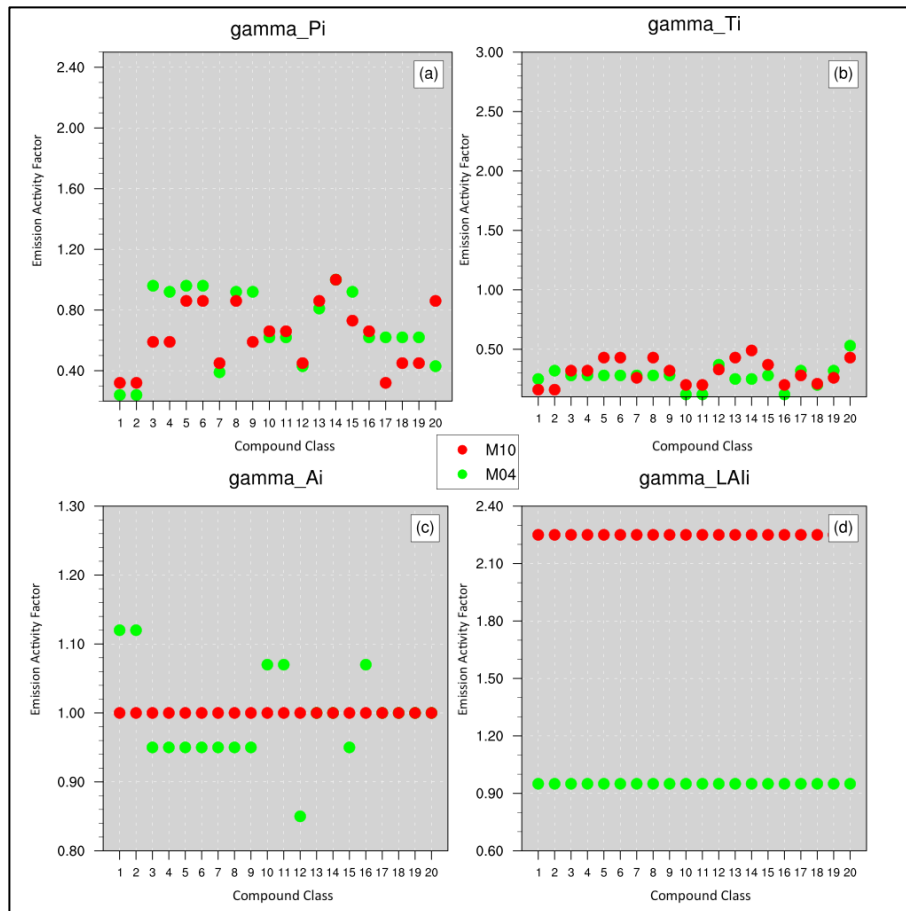 gamma_Pi
(a)
Emission Activity Factor
2.40
2.00
1.60
1.20
0.80
0.40
1 2 3 4 5 6 7 8 9 10 11 12 13 14 15 16 17 18 19 20
Compound Class
gamma_Ti
(b)
Emission Activity Factor
3.00
2.50
2.00
1.50
1.00
0.50
1 2 3 4 5 6 7 8 9 10 11 12 13 14 15 16 17 18 19 20
Compound Class
M10
M04
gamma_Ai
(c)
Emission Activity Factor
1.30
1.20
1.10
1.00
0.90
0.80
1 2 3 4 5 6 7 8 9 10 11 12 13 14 15 16 17 18 19 20
Compound Class
gamma_LAIi
(d)
Emission Activity Factor
2.40
2.10
1.80
1.50
1.20
0.90
0.60
1 2 3 4 5 6 7 8 9 10 11 12 13 14 15 16 17 18 19 20
Compound Class